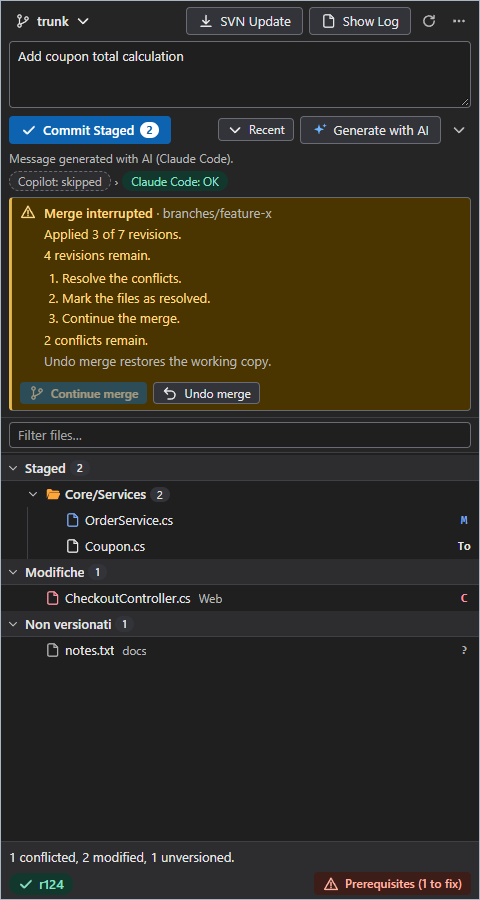 trunk
SVN Update
Show Log
Add coupon total calculation
Commit Staged 2
Recent
Generate with AI
Message generated with AI (Claude Code).
Copilot: skipped › Claude Code: OK
Merge interrupted · branches/feature-x
Applied 3 of 7 revisions.
4 revisions remain.
1. Resolve the conflicts.
2. Mark the files as resolved.
3. Continue the merge.
2 conflicts remain.
Undo merge restores the working copy.
Continue merge
Undo merge
Filter files...
Staged 2
Core/Services 2
OrderService.cs M
Coupon.cs To
Modifiche 1
CheckoutController.cs Web C
Non versionati 1
notes.txt docs ?
1 conflicted, 2 modified, 1 unversioned.
r124
Prerequisites (1 to fix)